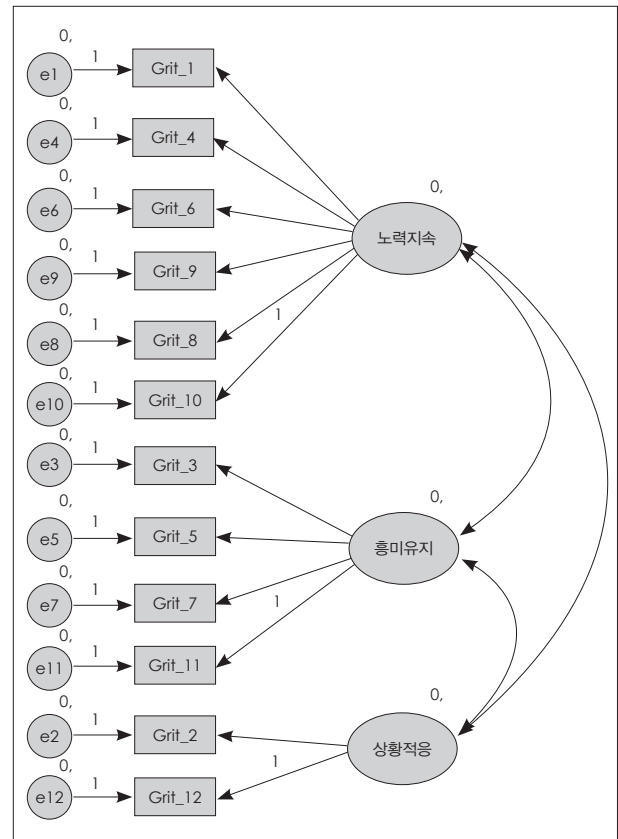 0,
e1 1 Grit_1
0,
e4 1 Grit_4
0,
e6 1 Grit_6
0,
e9 1 Grit_9
0,
e8 1 Grit_8
0,
e10 1 Grit_10
0,
노력지속
1
0,
e3 1 Grit_3
0,
e5 1 Grit_5
0,
e7 1 Grit_7
0,
e11 1 Grit_11
0,
흥미유지
1
0,
e2 1 Grit_2
0,
e12 1 Grit_12
0,
상황적응
1